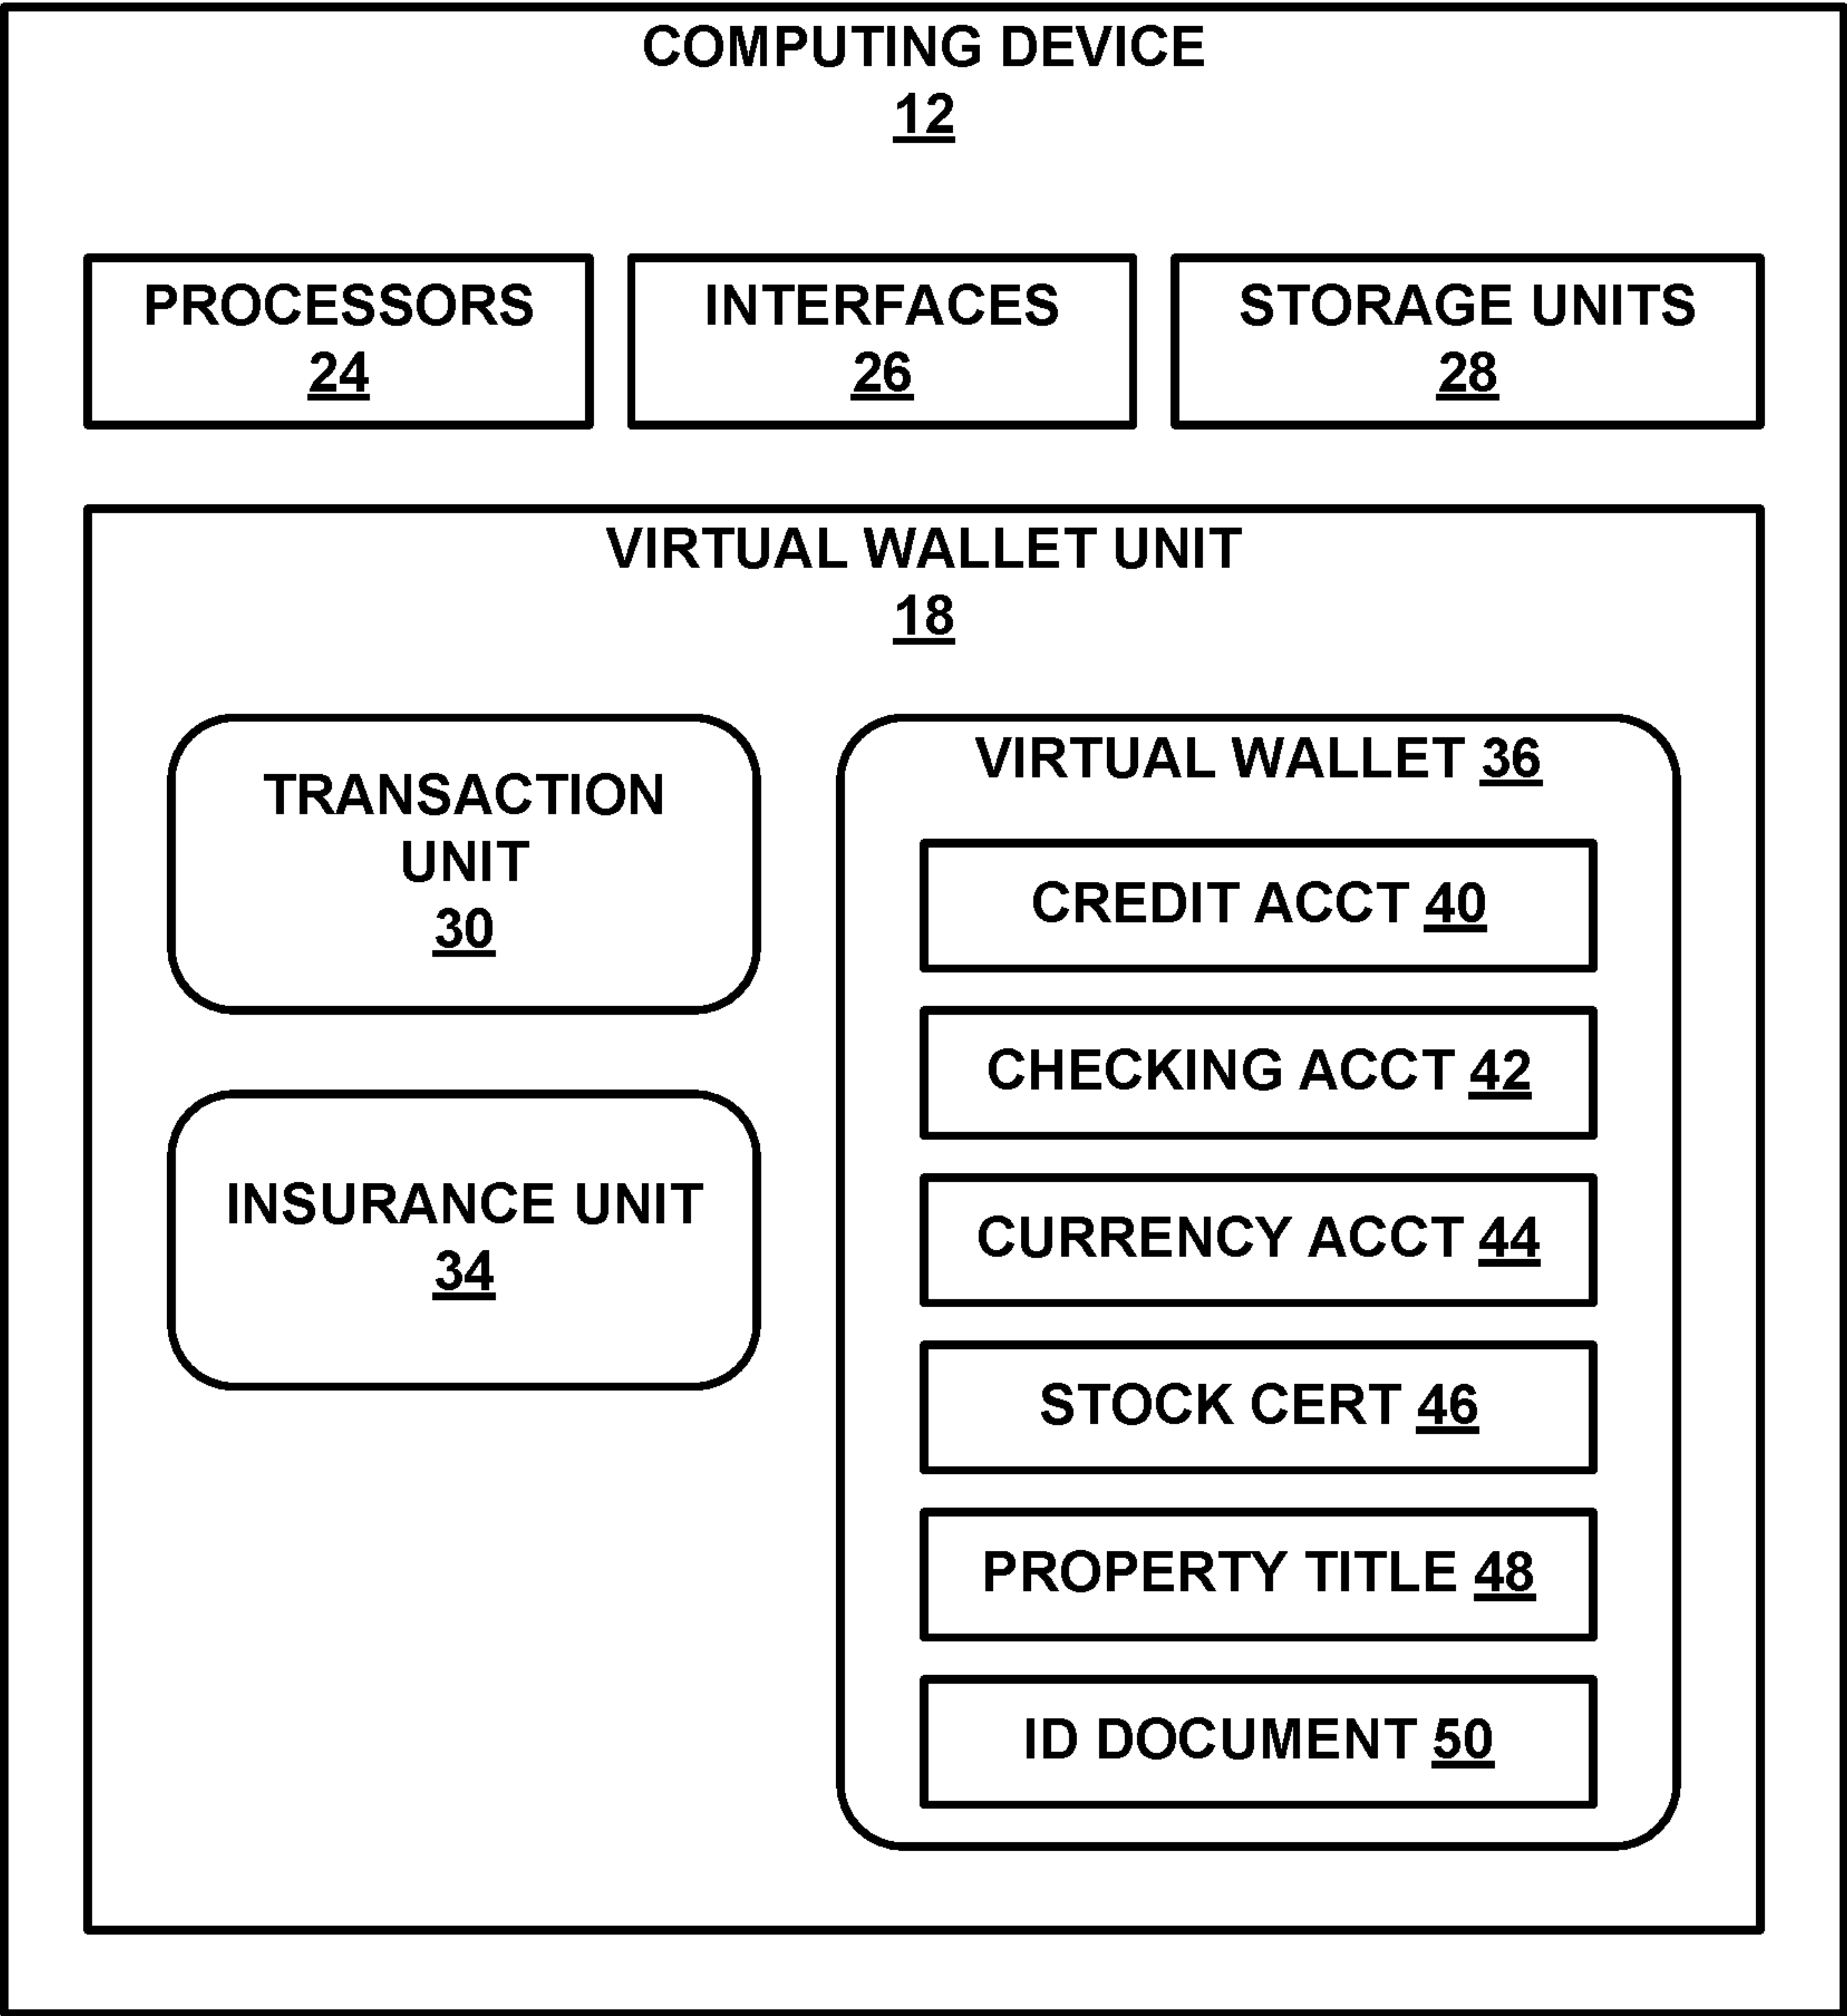 COMPUTING DEVICE
12
PROCESSORS
24
INTERFACES
26
STORAGE UNITS
28
VIRTUAL WALLET UNIT
18
TRANSACTION
UNIT
30
INSURANCE UNIT
34
VIRTUAL WALLET 36
CREDIT ACCT 40
CHECKING ACCT 42
CURRENCY ACCT 44
STOCK CERT 46
PROPERTY TITLE 48
ID DOCUMENT 50